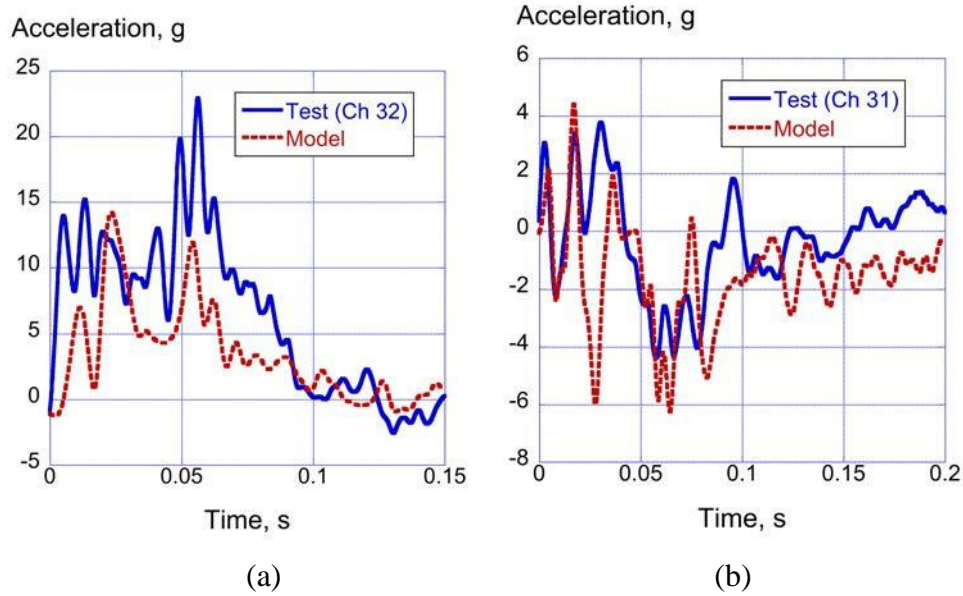 Acceleration, g
25
20
15
10
5
0
-5
0 0.05 0.1 0.15
Time, s
Test (Ch 32)
Model
(a)
Acceleration, g
6
4
2
0
-2
-4
-6
-8
0 0.05 0.1 0.15 0.2
Time, s
Test (Ch 31)
Model
(b)